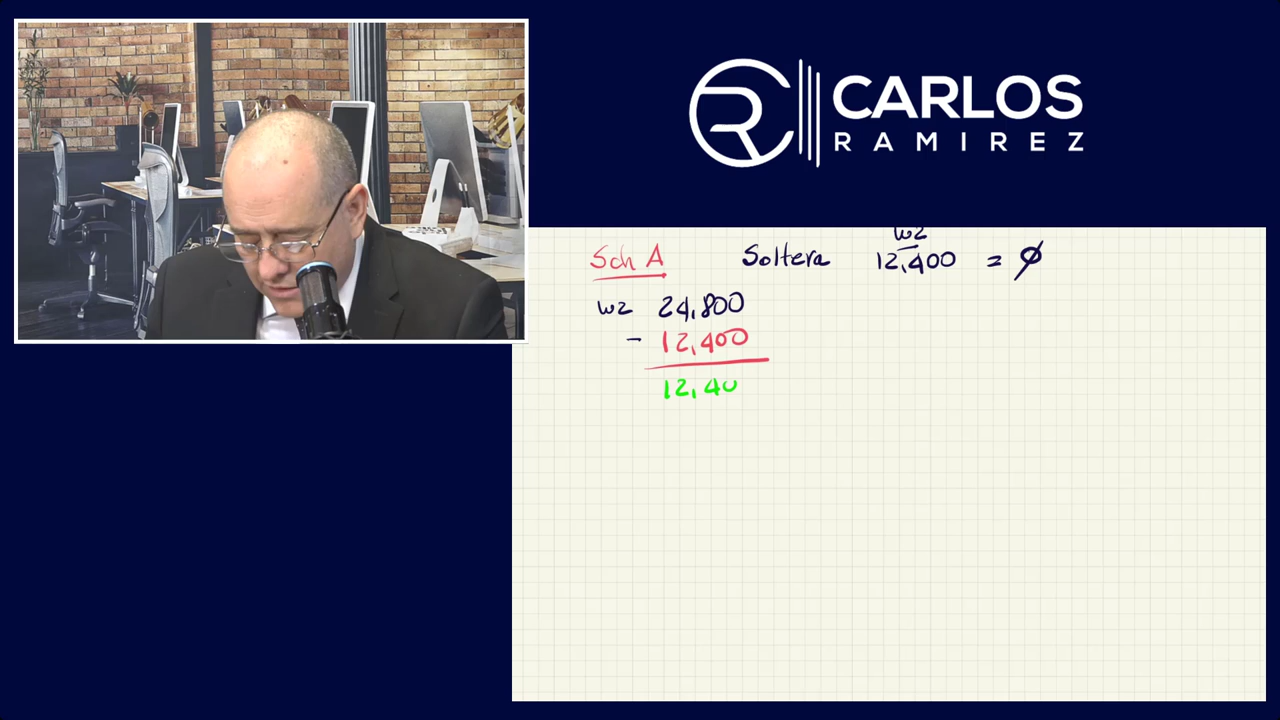 CARLOS
RAMIREZ
w2
Sch A Soltera 12,400 = ∅
w2 24,800
- 12,400
12,40